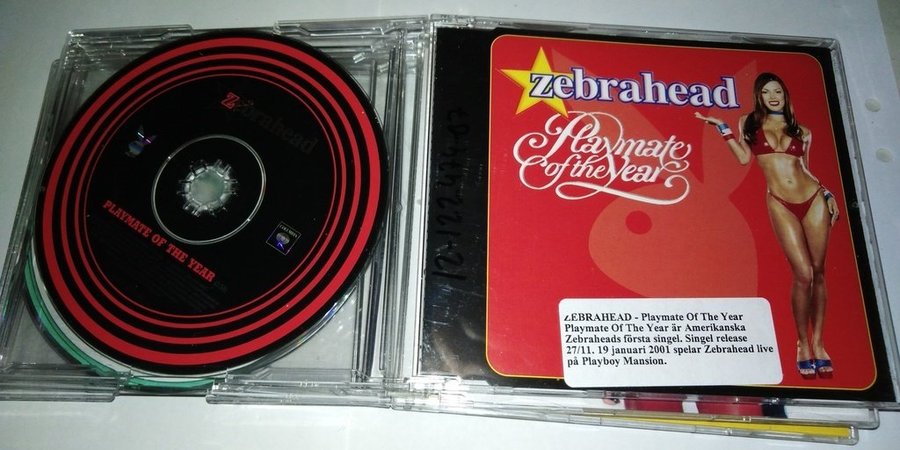 Zebrahead
PLAYMATE OF THE YEAR
COLUMBIA
zebrahead
Playmate
of the Year
ZEBRAHEAD - Playmate Of The Year
Playmate Of The Year är Amerikanska
Zebraheads första singel. Singel release
27/11. 19 januari 2001 spelar Zebrahead live
på Playboy Mansion.